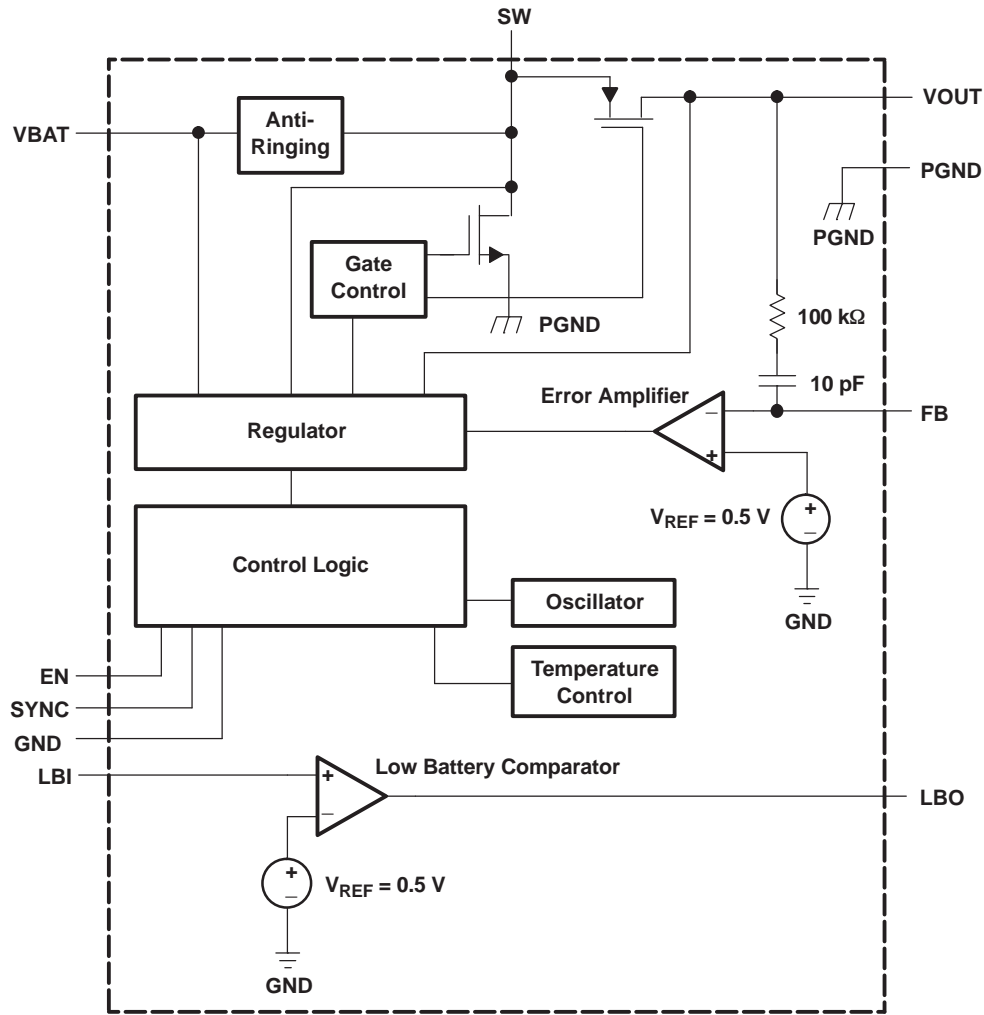 SW
VBAT
Anti-
Ringing
VOUT
PGND
PGND
Gate
Control
PGND
100 kΩ
10 pF
Error Amplifier
FB
Regulator
−
+
VREF = 0.5 V
+
−
GND
Control Logic
Oscillator
Temperature
Control
EN
SYNC
GND
LBI
Low Battery Comparator
+
−
LBO
VREF = 0.5 V
+
−
GND